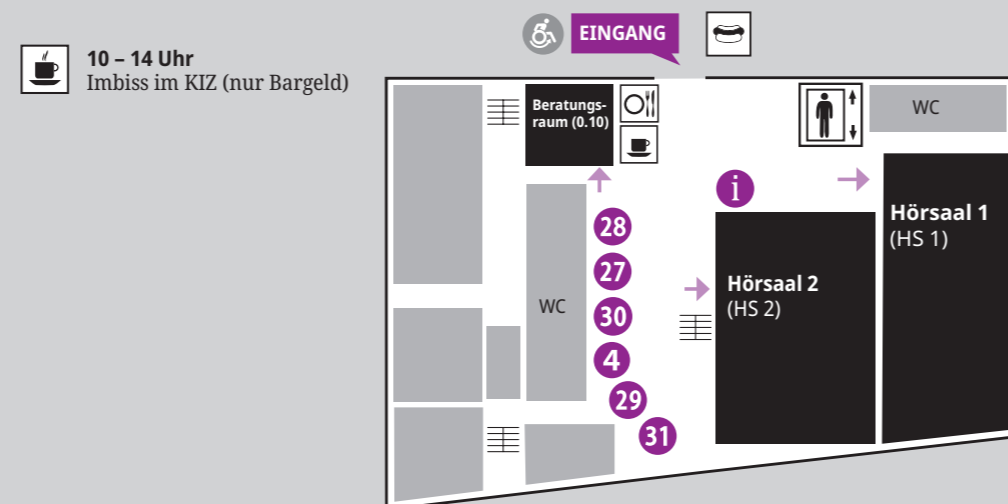 EINGANG
10 – 14 Uhr
Imbiss im KIZ (nur Bargeld)
Beratungs-
raum (0.10)
WC
i
Hörsaal 1
(HS 1)
28
27
Hörsaal 2
(HS 2)
WC
30
4
29
31